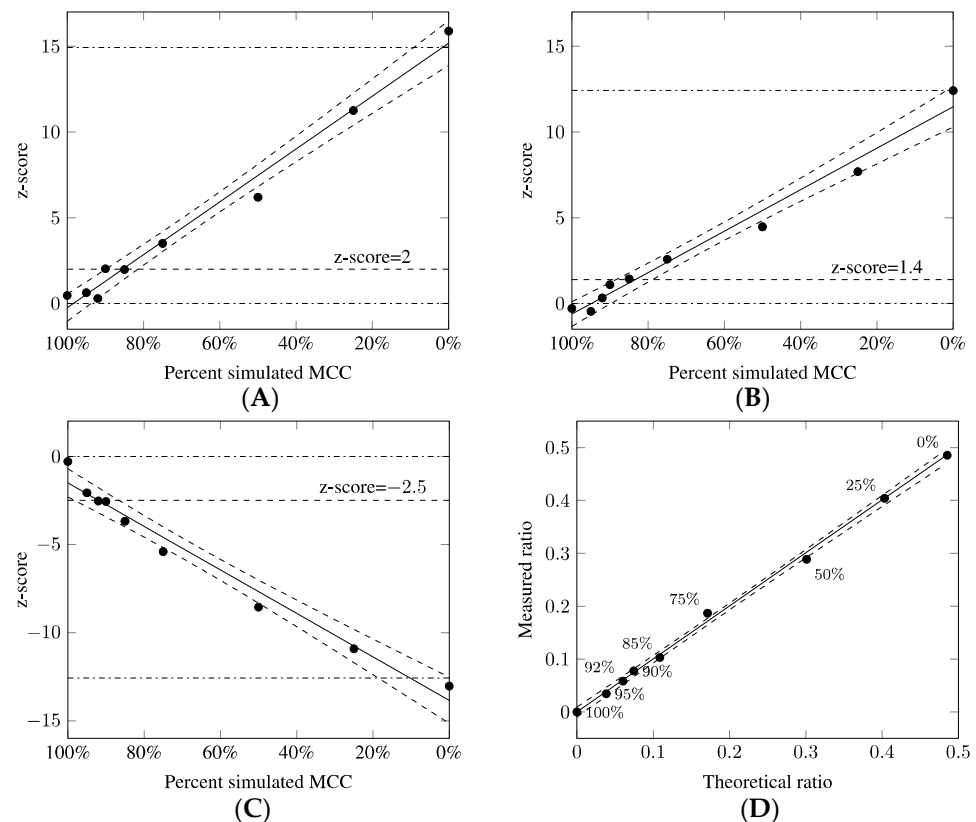 15
10
5
0
z-score
z-score=2
100% 80% 60% 40% 20% 0%
Percent simulated MCC
(A)
15
10
5
0
z-score
z-score=1.4
100% 80% 60% 40% 20% 0%
Percent simulated MCC
(B)
0
−5
−10
−15
z-score
z-score=−2.5
100% 80% 60% 40% 20% 0%
Percent simulated MCC
(C)
0.5
0.4
0.3
0.2
0.1
0
Measured ratio
0%
25%
50%
75%
85%
92% 90%
95%
100%
0 0.1 0.2 0.3 0.4 0.5
Theoretical ratio
(D)